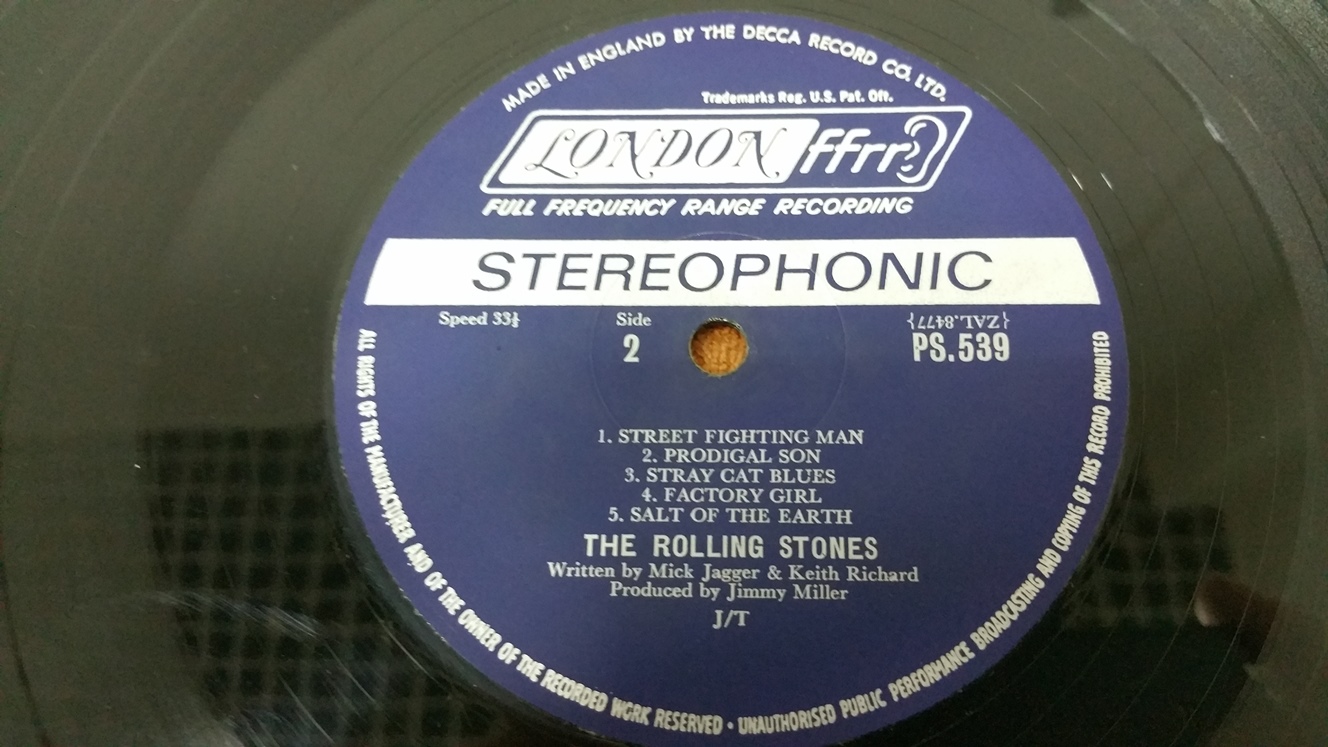 MADE IN ENGLAND BY THE DECCA RECORD CO. LTD.
Trademarks Reg. U.S. Pat. Oft.
LONDON ffrr
FULL FREQUENCY RANGE RECORDING
STEREOPHONIC
Speed 33⅓
Side
2
{ZAL.8477}
PS.539
1. STREET FIGHTING MAN
2. PRODIGAL SON
3. STRAY CAT BLUES
4. FACTORY GIRL
5. SALT OF THE EARTH
THE ROLLING STONES
Written by Mick Jagger & Keith Richard
Produced by Jimmy Miller
J/T
ALL RIGHTS OF THE MANUFACTURER AND OF THE OWNER OF THE RECORDED WORK RESERVED • UNAUTHORISED PUBLIC PERFORMANCE BROADCASTING AND COPYING OF THIS RECORD PROHIBITED